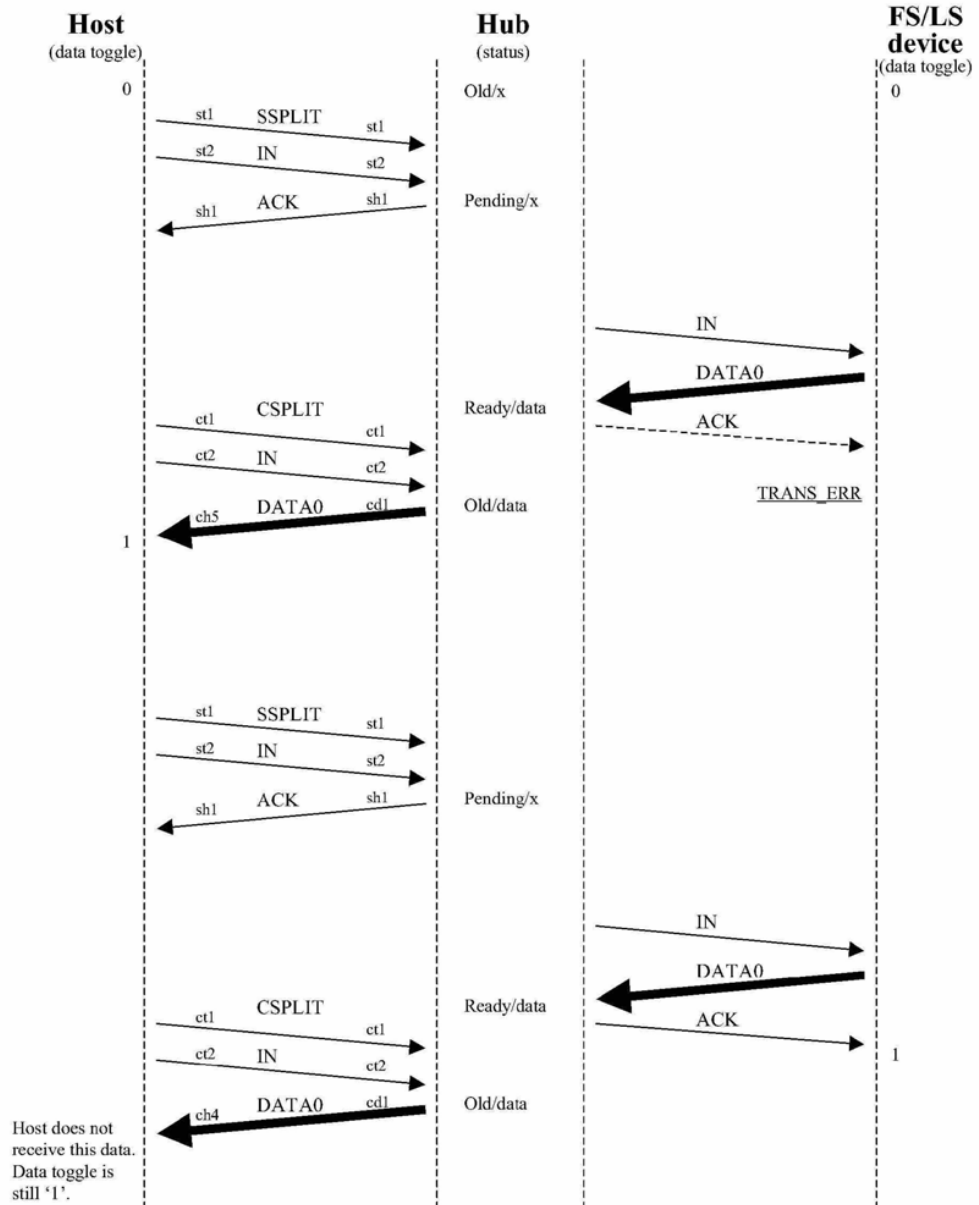 Host
(data toggle)
Hub
(status)
FS/LS
device
(data toggle)
0
Old/x
0
st1 SSPLIT st1
st2 IN st2
ACK
sh1 sh1
Pending/x
IN
DATA0
Ready/data
CSPLIT
ct1 ct1
ACK
ct2 IN ct2
TRANS_ERR
DATA0
ch5 cd1
Old/data
1
st1 SSPLIT st1
st2 IN st2
ACK
sh1 sh1
Pending/x
IN
DATA0
Ready/data
CSPLIT
ct1 ct1
ACK
ct2 IN ct2
1
DATA0
ch4 cd1
Old/data
Host does not
receive this data.
Data toggle is
still ‘1’.